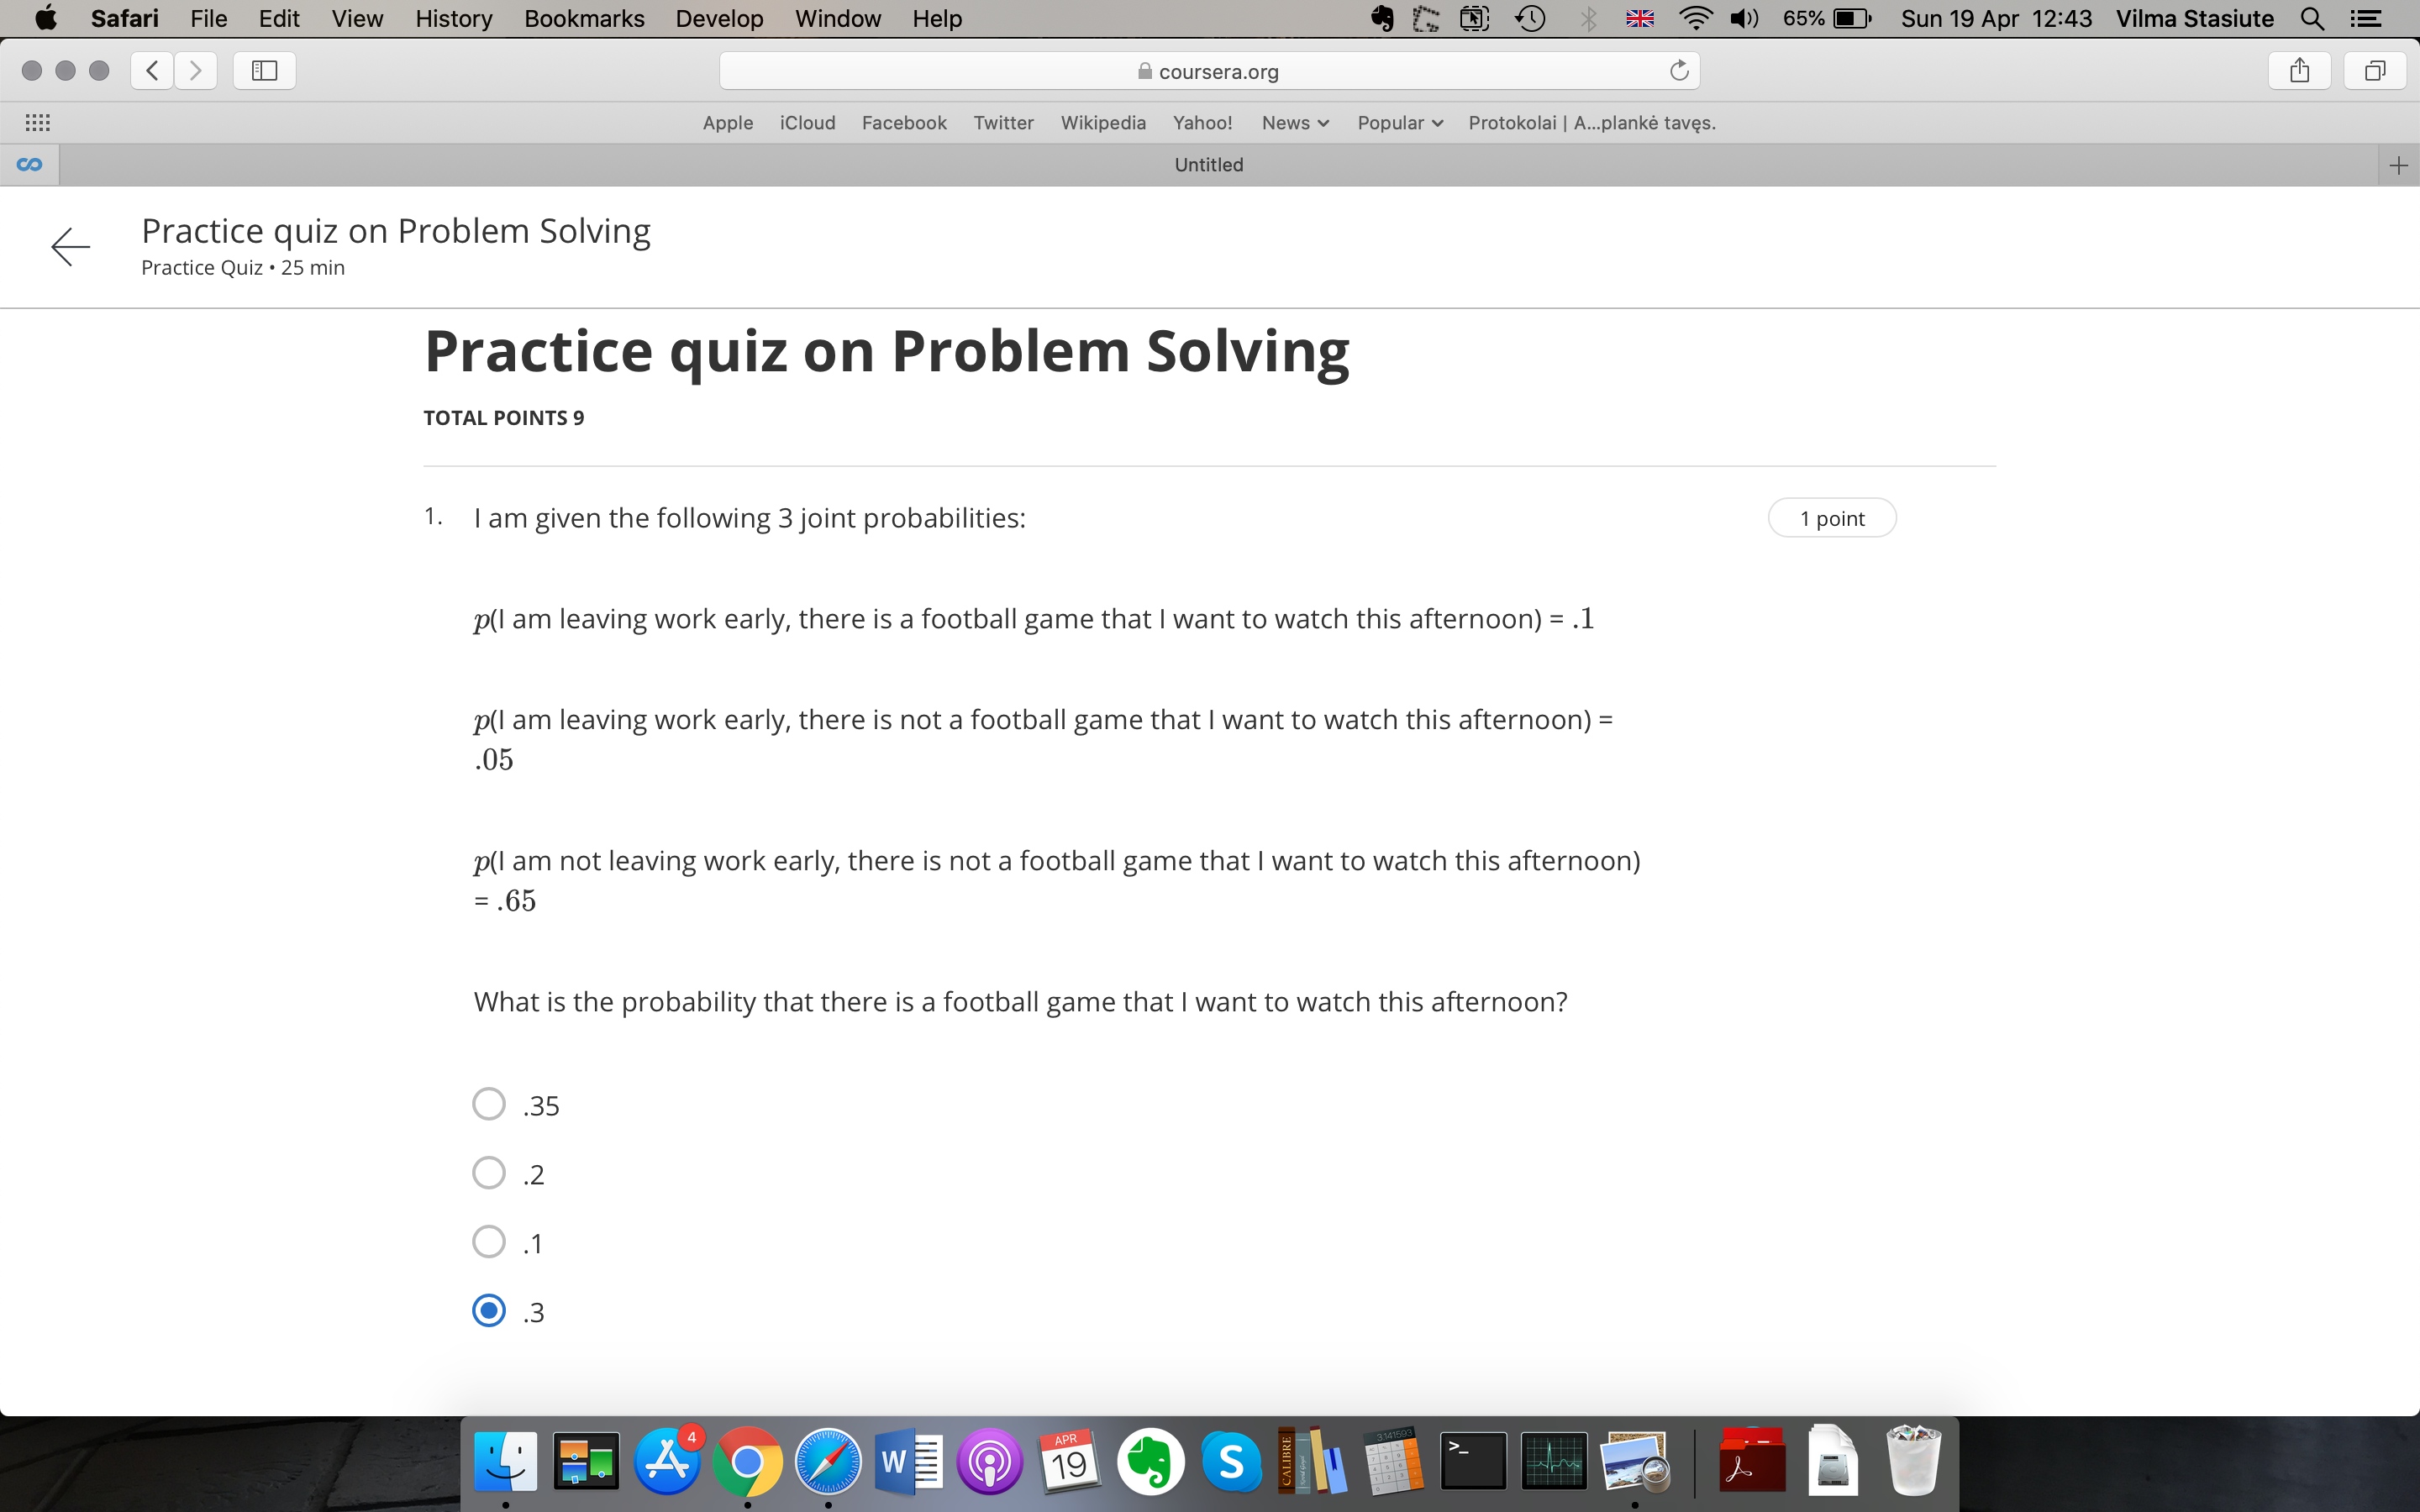 Safari File Edit View History Bookmarks Develop Window Help 65% Sun 19 Apr 12:43 Vilma Stasiute
coursera.org
Apple iCloud Facebook Twitter Wikipedia Yahoo! News Popular Protokolai | A...plankė tavęs.
Untitled
Practice quiz on Problem Solving
Practice Quiz • 25 min
Practice quiz on Problem Solving
TOTAL POINTS 9
1. I am given the following 3 joint probabilities: 1 point
p(I am leaving work early, there is a football game that I want to watch this afternoon) = .1
p(I am leaving work early, there is not a football game that I want to watch this afternoon) =
.05
p(I am not leaving work early, there is not a football game that I want to watch this afternoon)
= .65
What is the probability that there is a football game that I want to watch this afternoon?
.35
.2
.1
.3
4
W
APR
19
S
CALIBRE
3.141593
>_